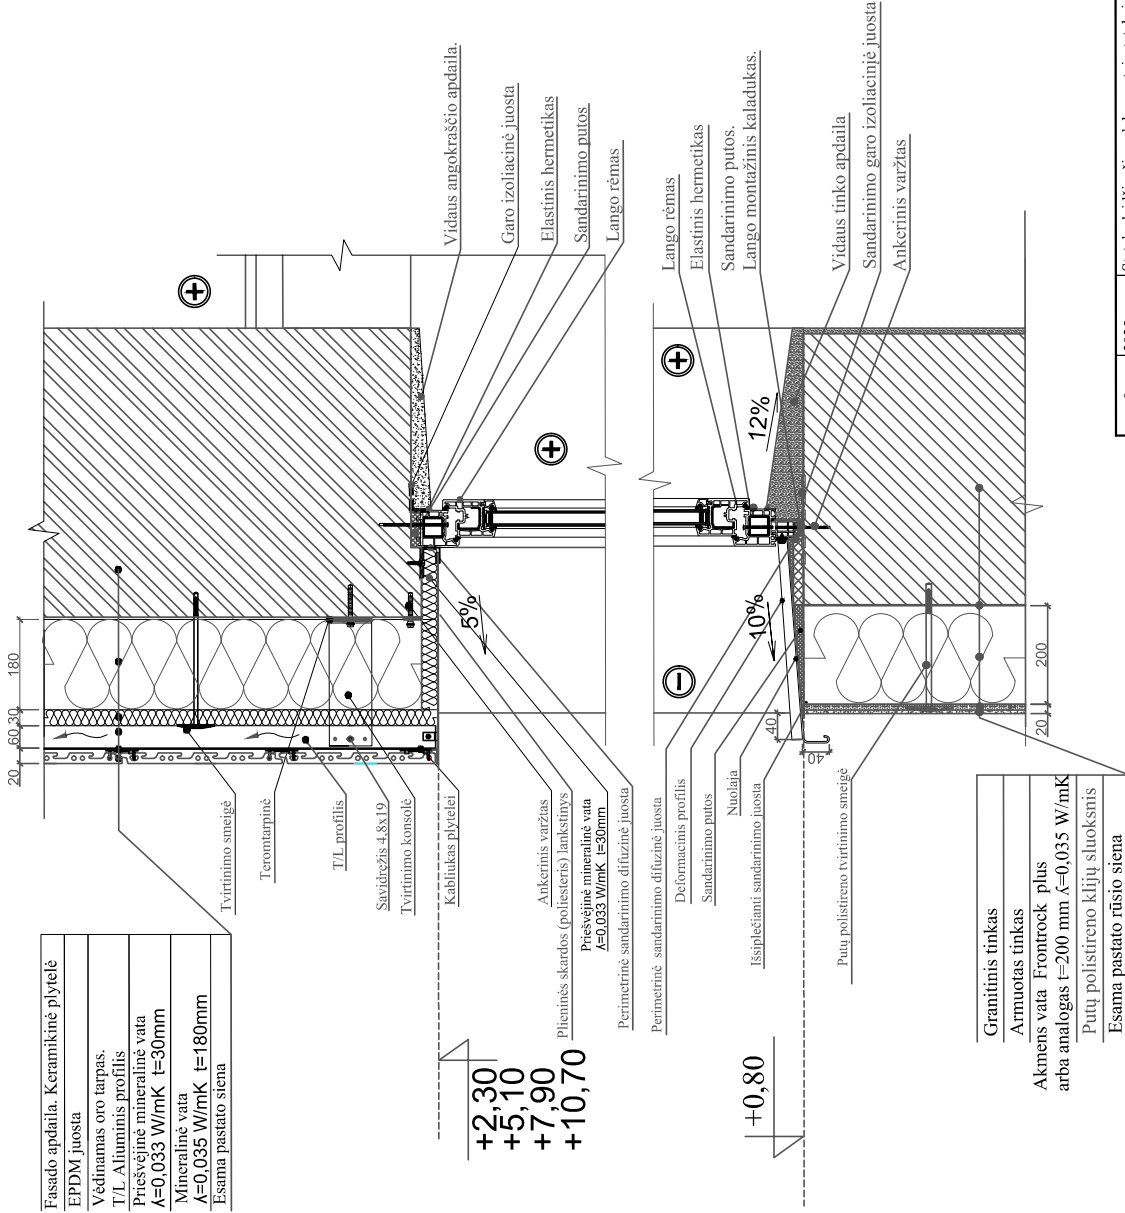 Fasado apdaila. Keramikinė plytelė
EPDM juosta
Vėdinamas oro tarpas.
T/L Aliuminis profilis
Priešvėjinė mineralinė vata
ʎ=0,033 W/mK t=30mm
Mineralinė vata
ʎ=0,035 W/mK t=180mm
Esama pastato siena
20
60
30
180
Tvirtinimo smeigė
Teromtarpinė
T/L profilis
Savidręžis 4,8x19
Tvirtinimo konsolė
Kabliukas plytelei
Ankerinis varžtas
Plieninės skardos (poliesteris) lankstinys
Priešvėjinė mineralinė vata
ʎ=0,033 W/mK t=30mm
Perimetrinė sandarinimo difuzinė juosta
5%
Vidaus angokraščio apdaila.
Garo izoliacinė juosta
Elastinis hermetikas
Sandarinimo putos
Lango rėmas
+2,30
+5,10
+7,90
+10,70
Lango rėmas
Elastinis hermetikas
Sandarinimo putos.
Lango montažinis kaladukas.
Vidaus tinko apdaila
Sandarinimo garo izoliacinėjė juosta
Ankerinis varžtas
12%
10%
40
40
20
200
Perimetrinė sandarinimo difuzinė juosta
Deformacinis profilis
Sandarinimo putos
Nuolaja
Išsiplečianti sandarinimo juosta
Putų polistireno tvirtinimo smeigė
+0,80
Granitinis tinkas
Armuotas tinkas
Akmens vata Frontrock plus
arba analogas t=200 mm ʎ=0,035 W/mK
Putų polistireno klijų sluoksnis
Esama pastato rūsio siena